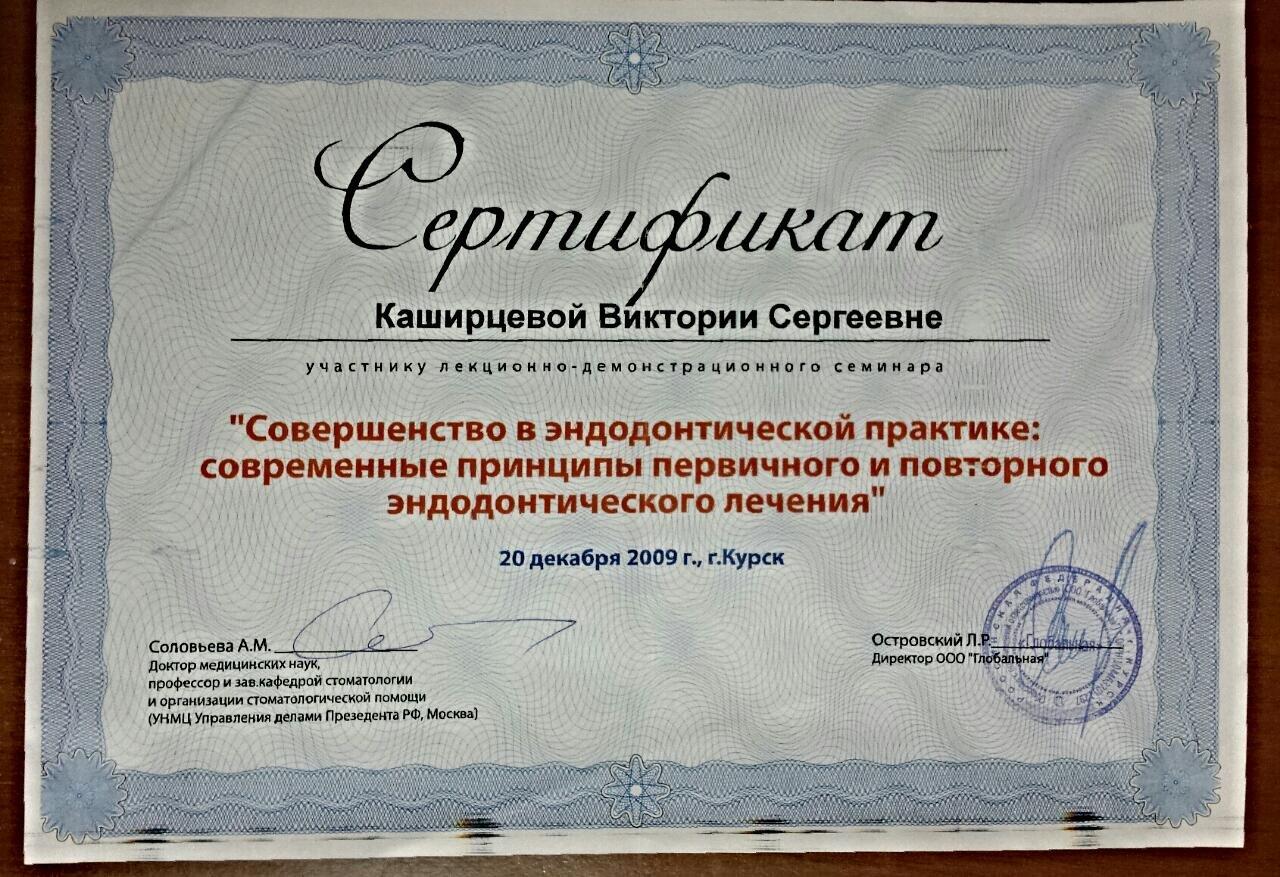 Сертификат
Каширцевой Виктории Сергеевне
участнику лекционно-демонстрационного семинара
"Совершенство в эндодонтической практике:
современные принципы первичного и повторного
эндодонтического лечения"
20 декабря 2009 г., г.Курск
Соловьева А.М.
Доктор медицинских наук,
профессор и зав.кафедрой стоматологии
и организации стоматологической помощи
(УНМЦ Управления делами Презедента РФ, Москва)
Островский Л.Р.
Директор ООО "Глобальная"
«Глобальная»